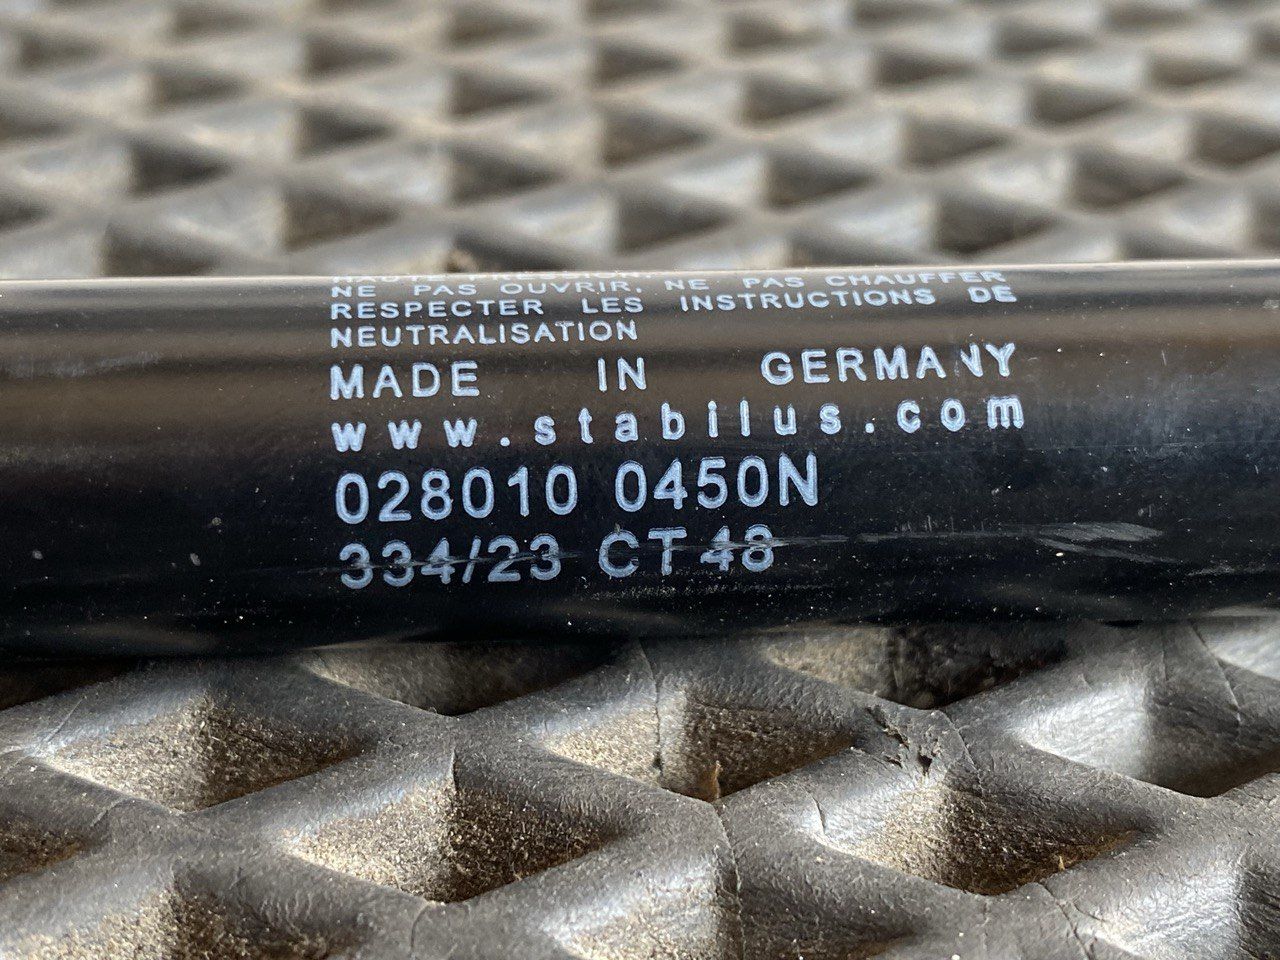 NE PAS OUVRIR, NE PAS CHAUFFER
RESPECTER LES INSTRUCTIONS DE
NEUTRALISATION
MADE IN GERMANY
www.stabilus.com
028010 0450N
334/23 CT48